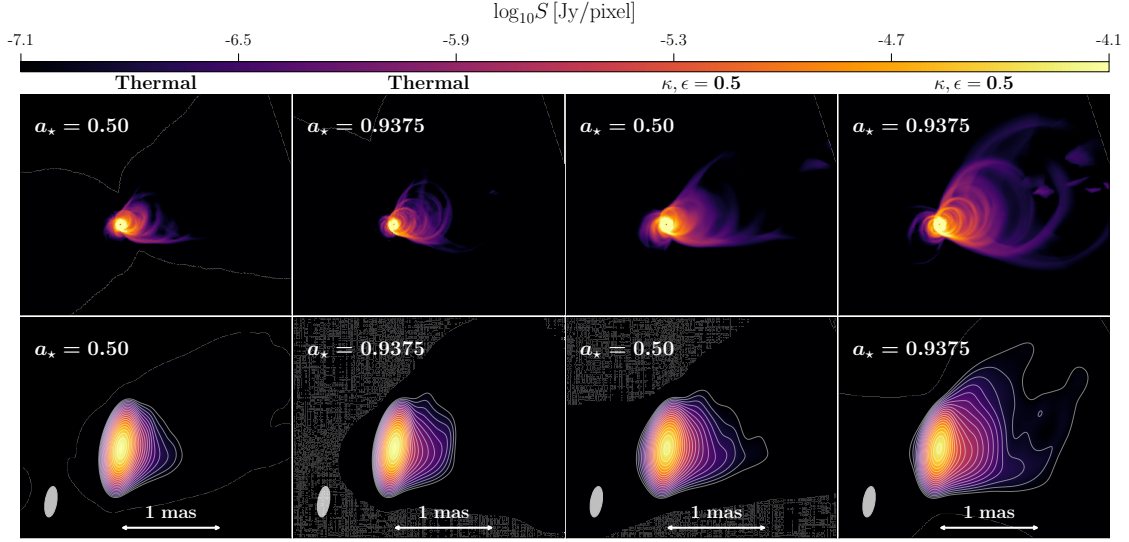 log₁₀S [Jy/pixel]
-7.1 -6.5 -5.9 -5.3 -4.7 -4.1
Thermal Thermal κ, ϵ = 0.5 κ, ϵ = 0.5
a⋆ = 0.50 a⋆ = 0.9375 a⋆ = 0.50 a⋆ = 0.9375
a⋆ = 0.50 a⋆ = 0.9375 a⋆ = 0.50 a⋆ = 0.9375
1 mas 1 mas 1 mas 1 mas